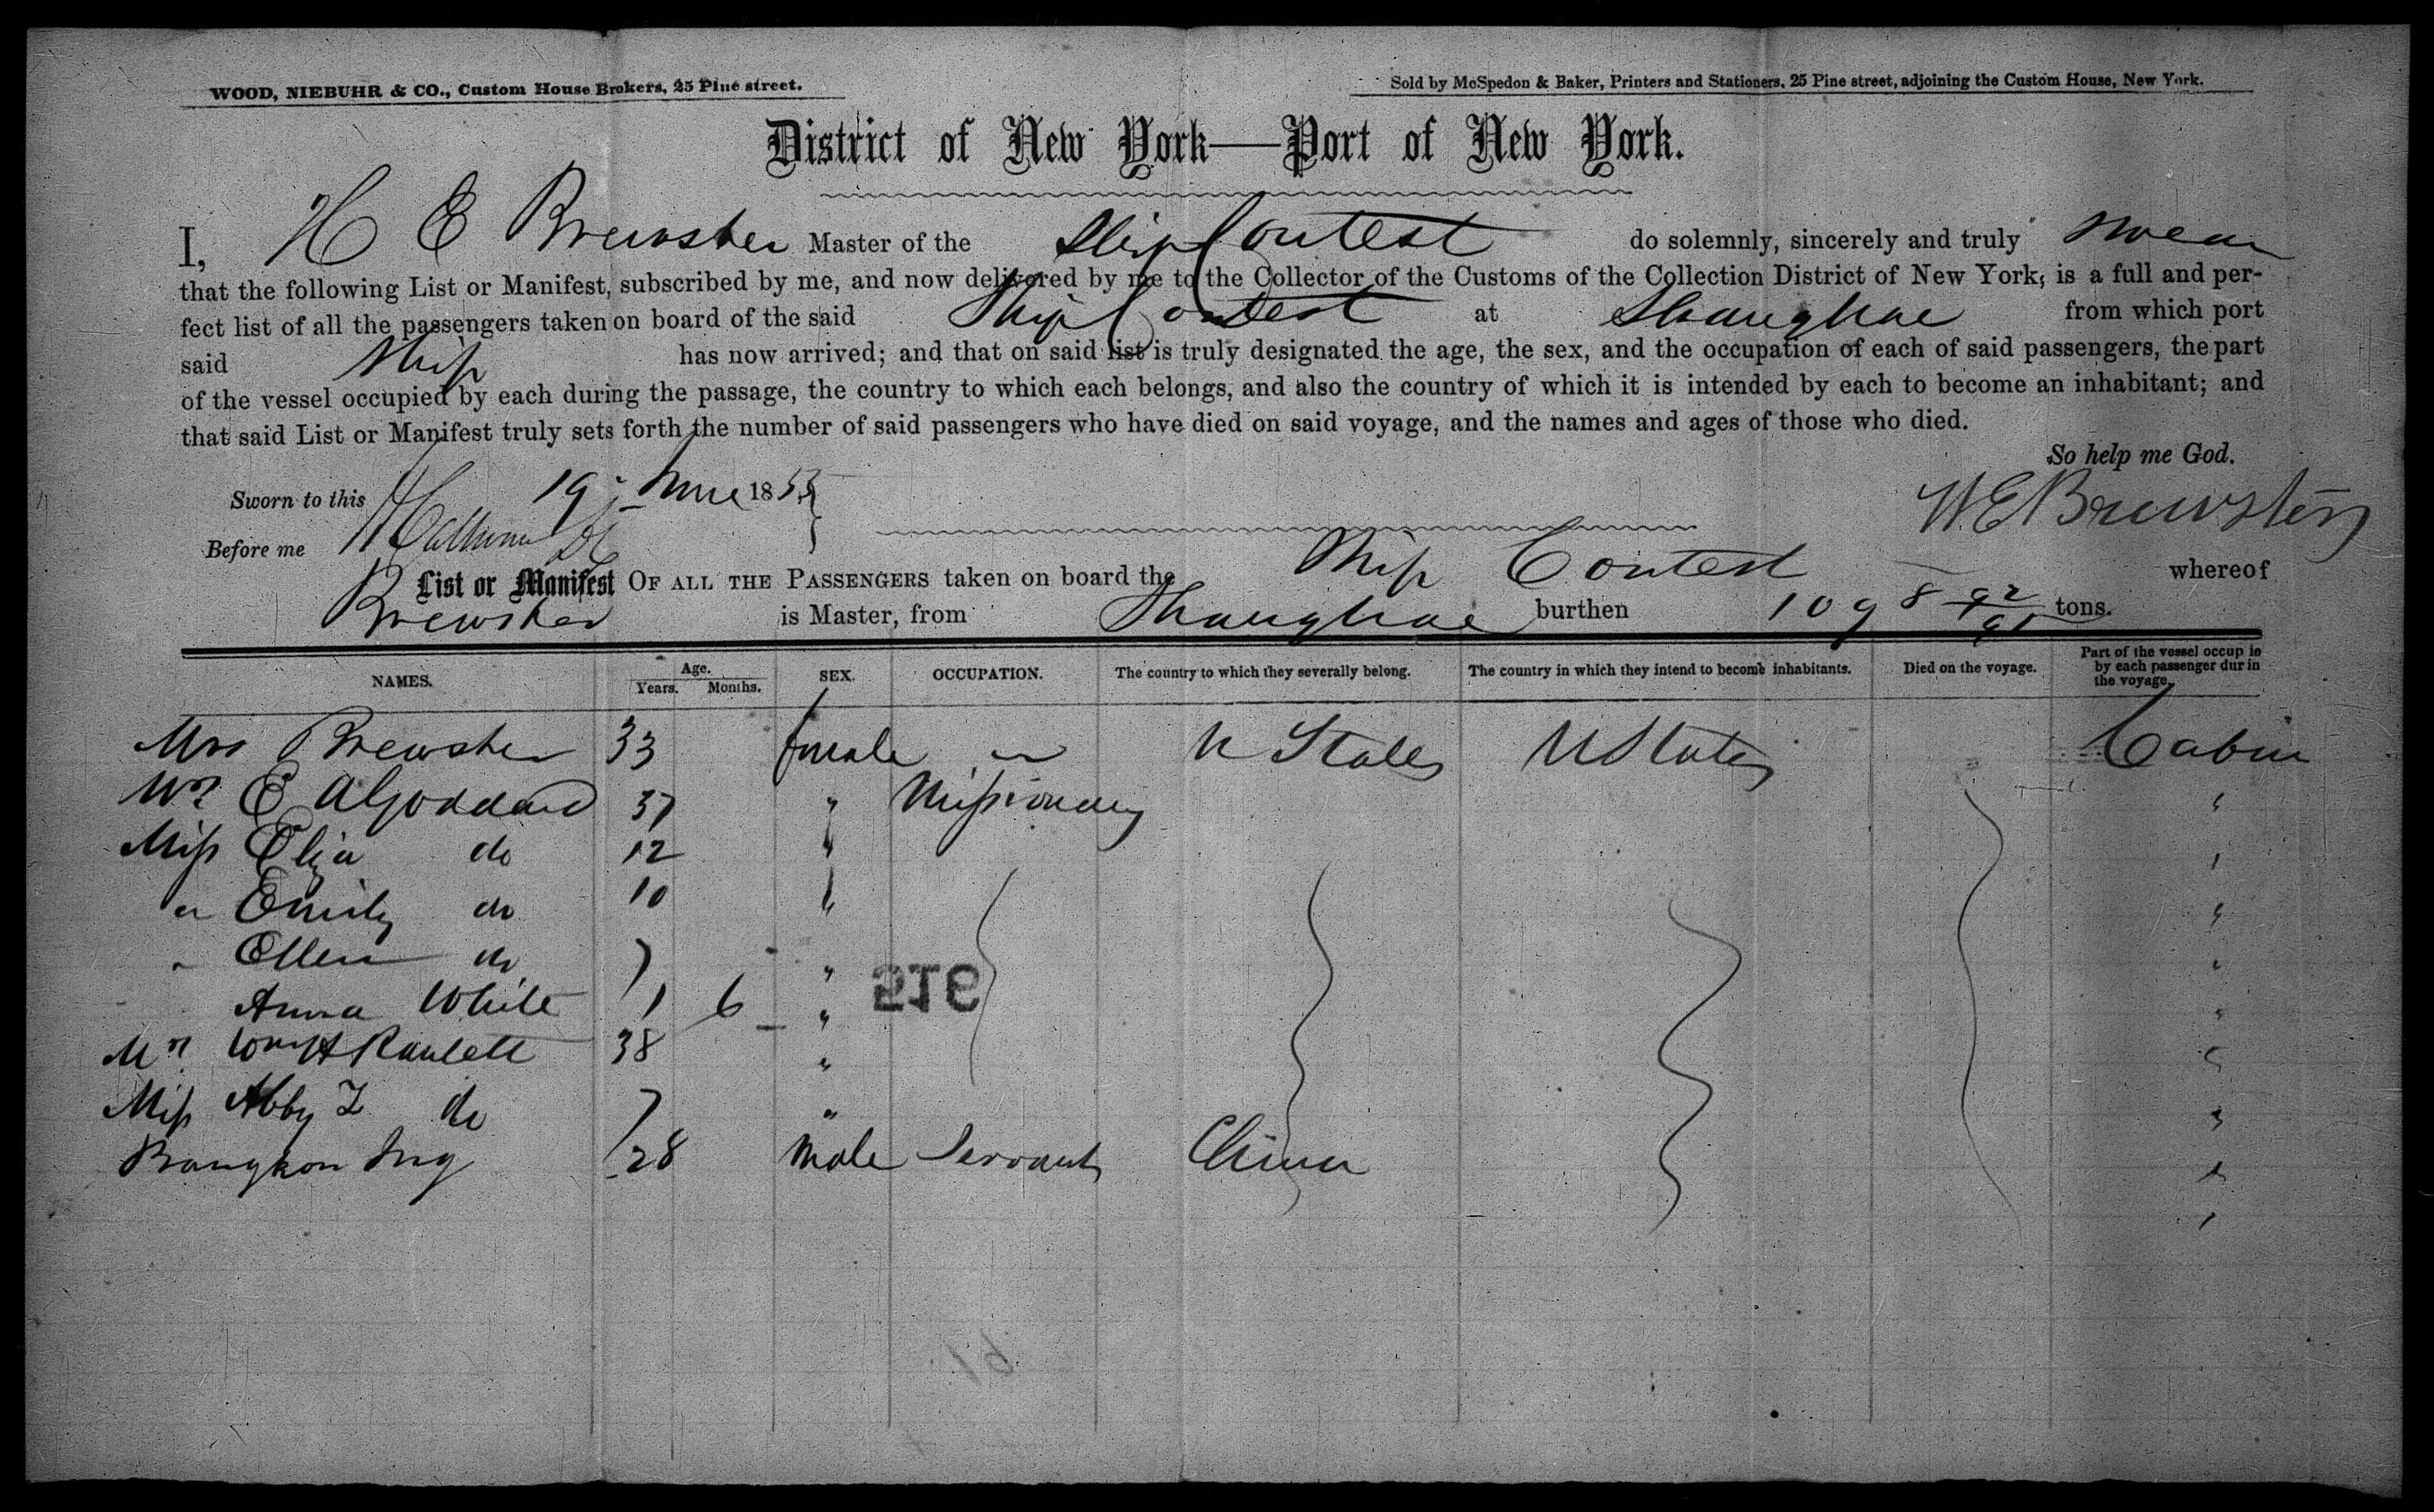 WOOD, NIEBUHR & CO., Custom House Brokers, 25 Pine street.
Sold by McSpedon & Baker, Printers and Stationers, 25 Pine street, adjoining the Custom House, New York.
District of New York—Port of New York.
I, H E Brewster Master of the Ship Contest do solemnly, sincerely and truly swear
that the following List or Manifest, subscribed by me, and now delivered by me to the Collector of the Customs of the Collection District of New York, is a full and per-
fect list of all the passengers taken on board of the said Ship Contest at Shanghae from which port
said Ship has now arrived; and that on said list is truly designated the age, the sex, and the occupation of each of said passengers, the part
of the vessel occupied by each during the passage, the country to which each belongs, and also the country of which it is intended by each to become an inhabitant; and
that said List or Manifest truly sets forth the number of said passengers who have died on said voyage, and the names and ages of those who died.
So help me God.
Sworn to this 19 June 1855
W. E. Brewster
Before me
List or Manifest OF ALL THE PASSENGERS taken on board the Ship Contest whereof
Brewster is Master, from Shanghae burthen 1098 92/95 tons.
NAMES. Age. Years. Months. SEX. OCCUPATION. The country to which they severally belong. The country in which they intend to become inhabitants. Died on the voyage. Part of the vessel occup ie by each passenger dur in the voyage.
Mrs Brewster 33 female " U States U States Cabin
Mrs E A Goddard 37 " Missionary "
Miss Eliza do 12 " "
" Emily do 10 " "
" Ellen do 7 " "
Anna White 1 6 " "
Mrs Wm H 38 " "
Miss Abby Z do 7 " "
28 Male Servant China "
STC